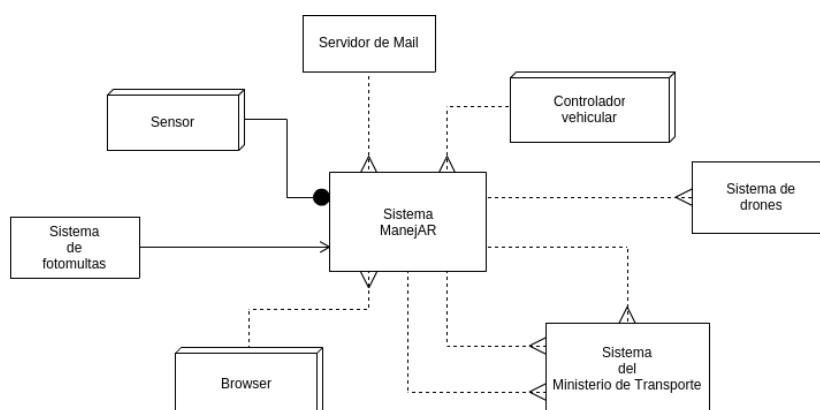 Servidor de Mail
Sensor
Controlador
vehicular
Sistema
ManejAR
Sistema de
drones
Sistema
de
fotomultas
Browser
Sistema
del
Ministerio de Transporte